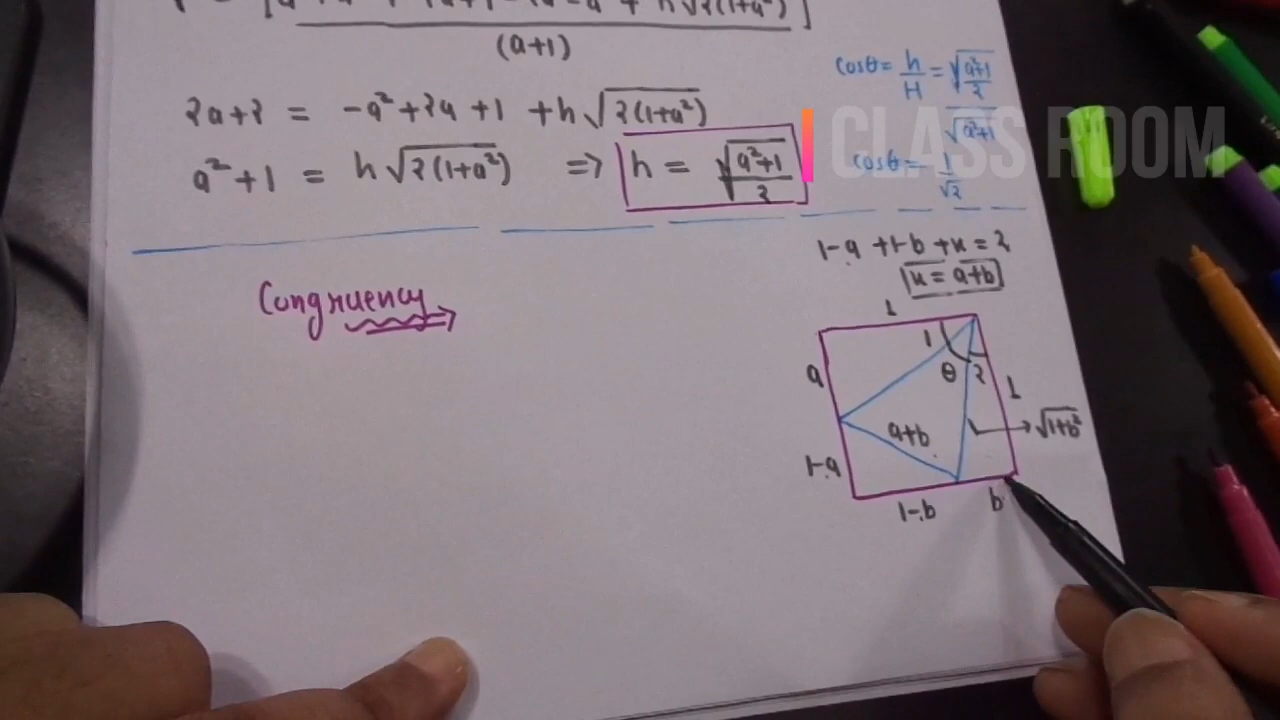 (a+1)
2a+2 = -a²+2a+1 +h√2(1+a²)
a²+1 = h√2(1+a²) ⇒ h = √a²+1/2
cosθ = h/H = √a²+1/2
√a²+1
cosθ = 1/√2
CLASS ROOM
1-a +1-b +x = 2
x = a+b
Congruency
1
1
a
θ
2
1
a+b
√1+b²
1-a
1-b
b